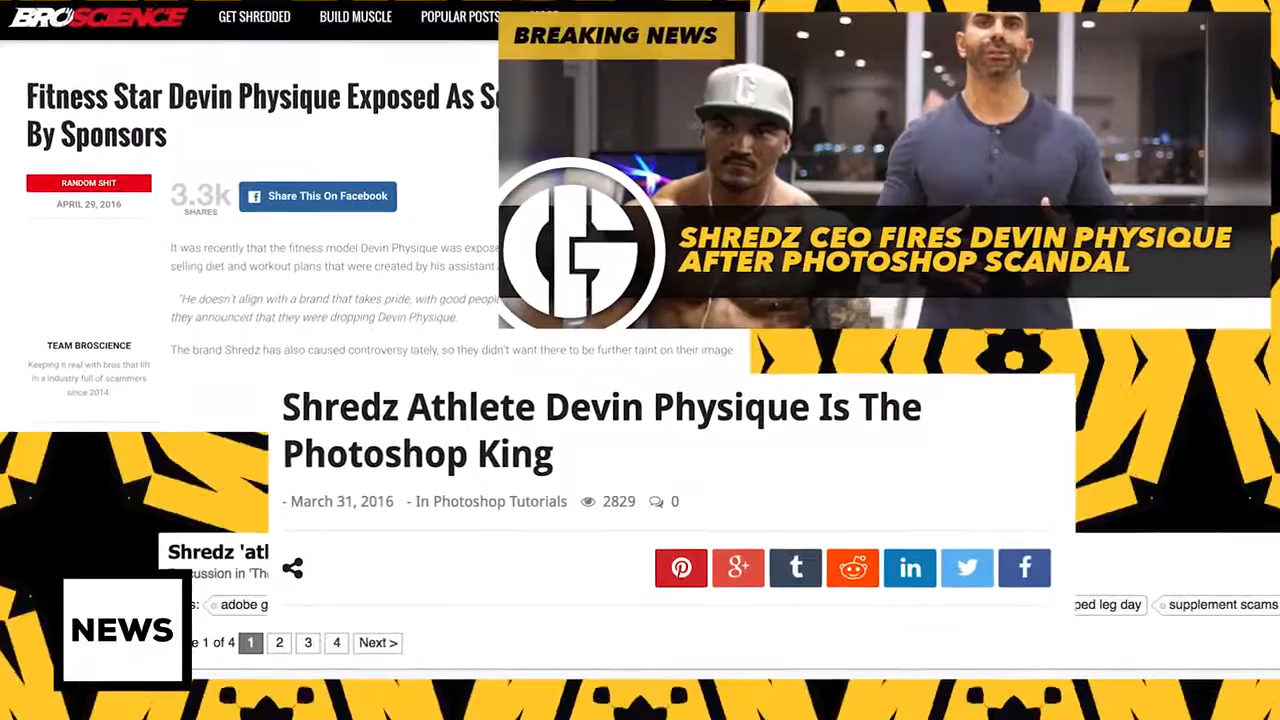 BROSCIENCE
GET SHREDDED
BUILD MUSCLE
POPULAR POSTS
Fitness Star Devin Physique Exposed As Sc
By Sponsors
RANDOM SHIT
APRIL 29, 2016
3.3k
SHARES
Share This On Facebook
It was recently that the fitness model Devin Physique was expose
selling diet and workout plans that were created by his assistant
"He doesn't align with a brand that takes pride, with good people
they announced that they were dropping Devin Physique.
TEAM BROSCIENCE
Keeping it real with bros that lift
in a industry full of scammers
since 2014.
The brand Shredz has also caused controversy lately, so they didn't want there to be further taint on their image
BREAKING NEWS
G
SHREDZ CEO FIRES DEVIN PHYSIQUE
AFTER PHOTOSHOP SCANDAL
Shredz Athlete Devin Physique Is The
Photoshop King
- March 31, 2016 - In Photoshop Tutorials 2829 0
g+ t in f
Shredz 'atl
cussion in 'Th
s: adobe g
ped leg day
supplement scams
e 1 of 4 1 2 3 4 Next >
NEWS